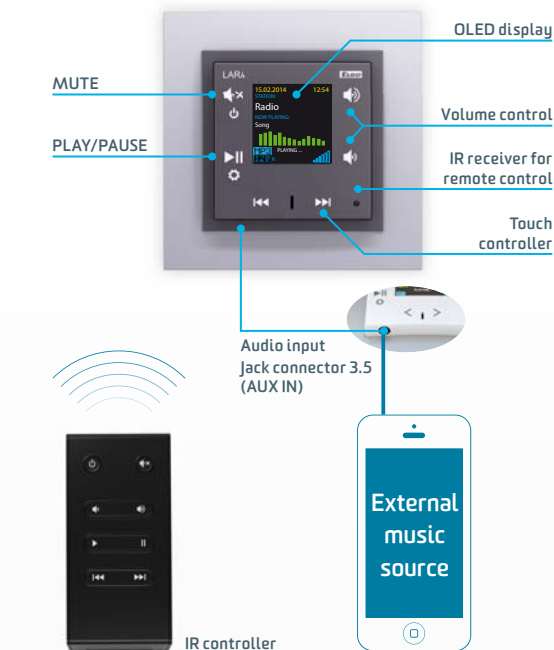 OLED display
MUTE
Volume control
PLAY/PAUSE
IR receiver for
remote control
Touch
controller
LARA
ELKO
15.02.2014 12:54
STATION:
Radio
NOW PLAYING:
Song
PLAYING ...
Audio input
Jack connector 3.5
(AUX IN)
External
music
source
IR controller